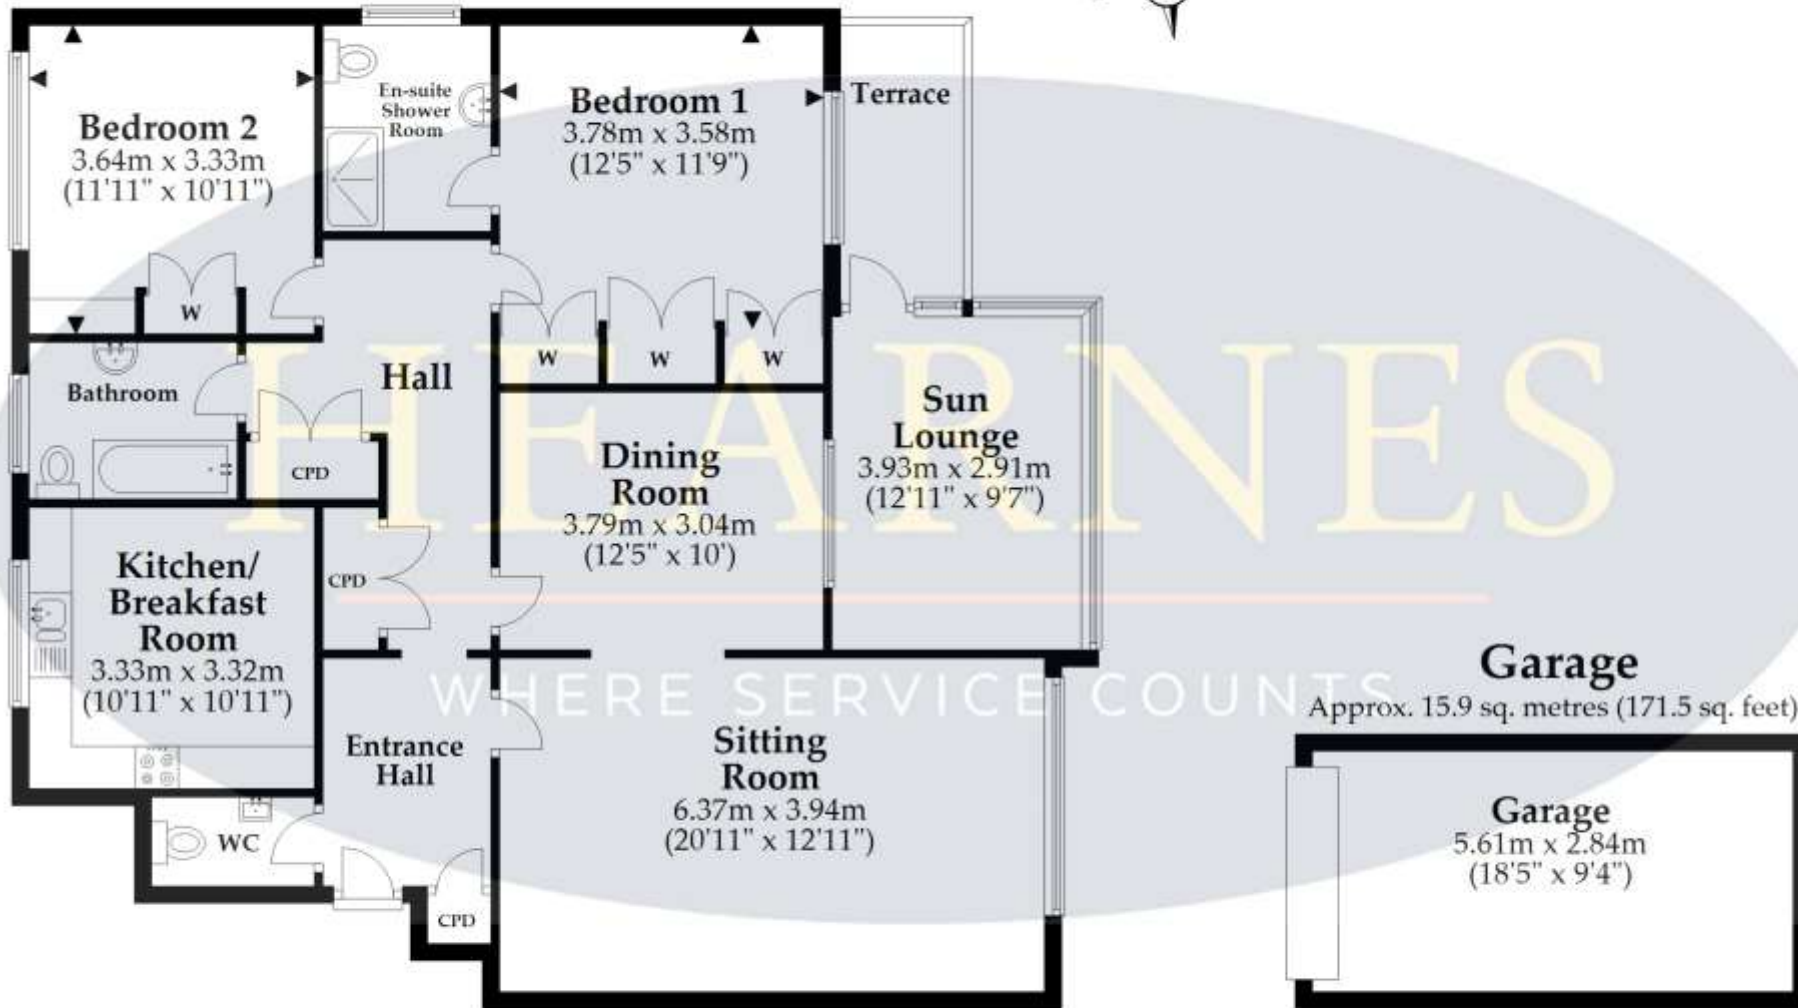 Bedroom 2
3.64m x 3.33m
(11'11" x 10'11")
En-suite
Shower
Room
Bedroom 1
3.78m x 3.58m
(12'5" x 11'9")
Terrace
W
W
W
W
Bathroom
Hall
CPD
Dining
Room
3.79m x 3.04m
(12'5" x 10')
Sun
Lounge
3.93m x 2.91m
(12'11" x 9'7")
HEARNES
WHERE SERVICE COUNTS
Kitchen/
Breakfast
Room
3.33m x 3.32m
(10'11" x 10'11")
CPD
Entrance
Hall
Sitting
Room
6.37m x 3.94m
(20'11" x 12'11")
WC
CPD
Garage
Approx. 15.9 sq. metres (171.5 sq. feet)
Garage
5.61m x 2.84m
(18'5" x 9'4")